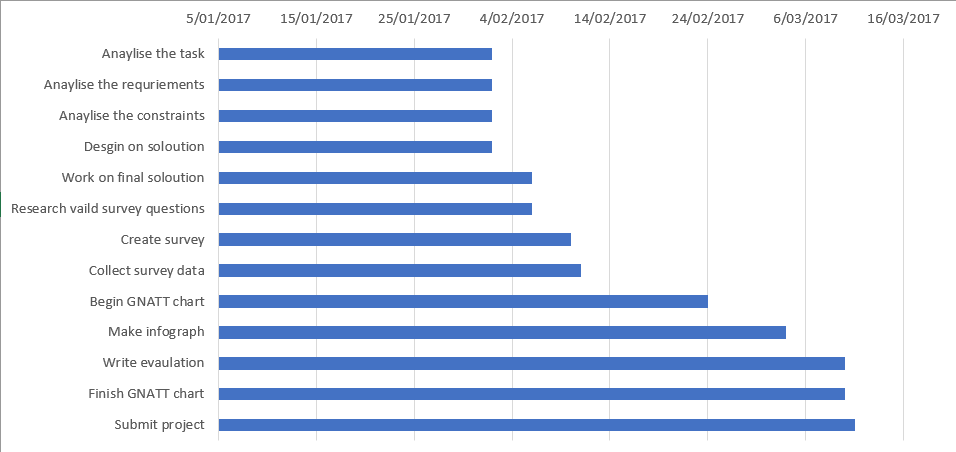 5/01/2017 15/01/2017 25/01/2017 4/02/2017 14/02/2017 24/02/2017 6/03/2017 16/03/2017
Anaylise the task
Anaylise the requriements
Anaylise the constraints
Desgin on soloution
Work on final soloution
Research vaild survey questions
Create survey
Collect survey data
Begin GNATT chart
Make infograph
Write evaulation
Finish GNATT chart
Submit project